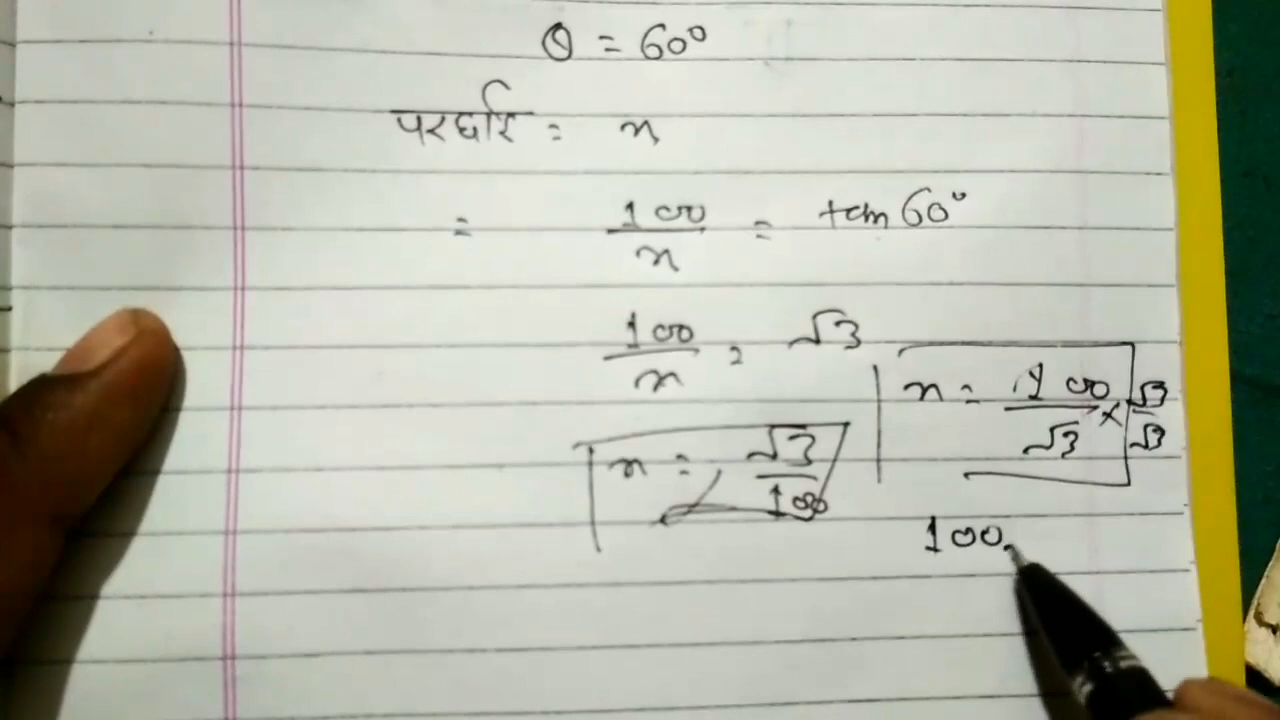 θ = 60°
परछाई = x
= 100/x = tan 60°
100/x = √3
x = √3/100
x = 100/√3 × √3/√3
100